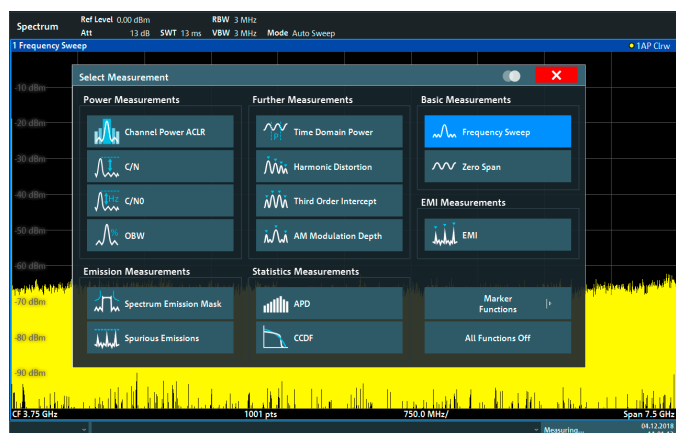 Spectrum
Ref Level 0.00 dBm RBW 3 MHz
Att 13 dB SWT 13 ms VBW 3 MHz Mode Auto Sweep
1 Frequency Sweep
1AP Clrw
Select Measurement
Power Measurements
Channel Power ACLR
C/N
C/N0
OBW
Further Measurements
Time Domain Power
Harmonic Distortion
Third Order Intercept
AM Modulation Depth
Basic Measurements
Frequency Sweep
Zero Span
EMI Measurements
EMI
Emission Measurements
Spectrum Emission Mask
Spurious Emissions
Statistics Measurements
APD
CCDF
Marker
Functions
All Functions Off
-10 dBm
-20 dBm
-30 dBm
-40 dBm
-50 dBm
-60 dBm
-70 dBm
-80 dBm
-90 dBm
CF 3.75 GHz 1001 pts 750.0 MHz/ Span 7.5 GHz
Measuring...
04.12.2018